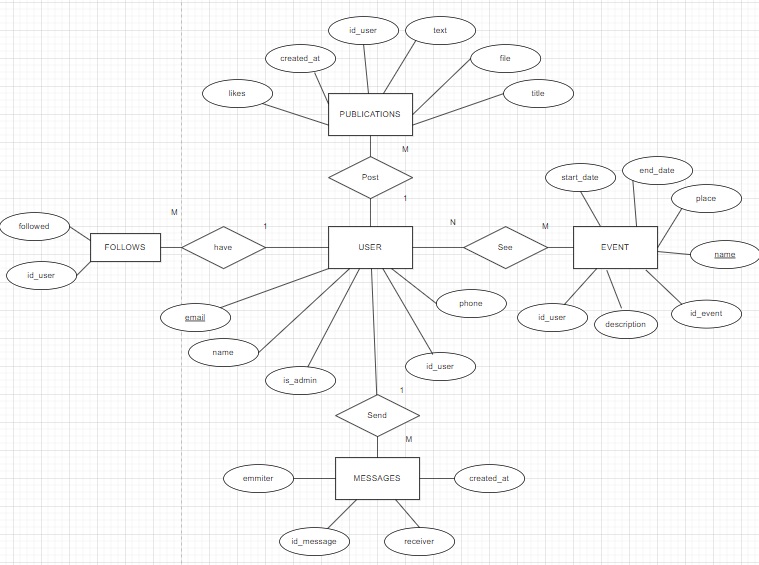 id_user
text
created_at
file
likes
title
PUBLICATIONS
M
Post
start_date
end_date
place
1
M
followed
1
N
M
FOLLOWS
have
USER
See
EVENT
name
id_user
email
phone
id_user
description
id_event
name
is_admin
id_user
1
Send
M
emmiter
MESSAGES
created_at
id_message
receiver